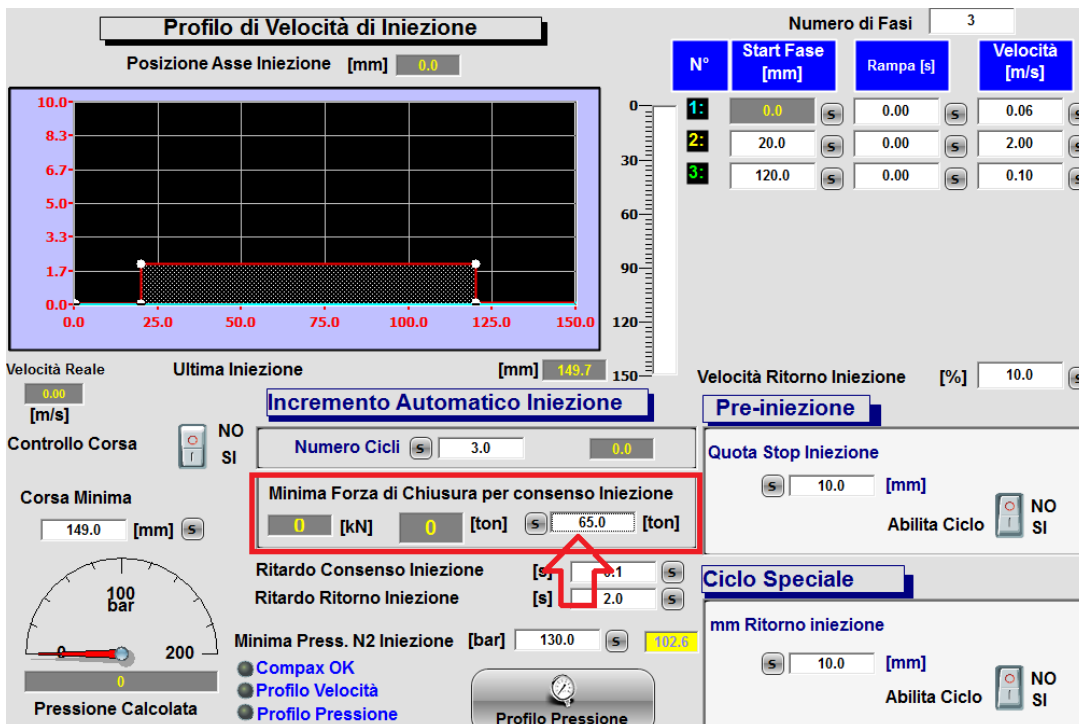 Profilo di Velocità di Iniezione
Numero di Fasi 3
Posizione Asse Iniezione [mm] 0.0
N° Start Fase [mm] Rampa [s] Velocità [m/s]
1: 0.0 S 0.00 S 0.06 S
2: 20.0 S 0.00 S 2.00 S
3: 120.0 S 0.00 S 0.10 S
10.0
8.3
6.7
5.0
3.3
1.7
0.0
0.0 25.0 50.0 75.0 100.0 125.0 150.0
0
30
60
90
120
150
Velocità Reale
0.00
[m/s]
Ultima Iniezione [mm] 149.7
Velocità Ritorno Iniezione [%] 10.0 S
Controllo Corsa NO
SI
Corsa Minima
149.0 [mm] S
100
bar
0 200
0
Pressione Calcolata
Incremento Automatico Iniezione
Numero Cicli S 3.0 0.0
Minima Forza di Chiusura per consenso Iniezione
0 [kN] 0 [ton] S 65.0 [ton]
Ritardo Consenso Iniezione [s] S
Ritardo Ritorno Iniezione [s] 2.0 S
Minima Press. N2 Iniezione [bar] 130.0 S 102.6
Compax OK
Profilo Velocità
Profilo Pressione
Profilo Pressione
Pre-iniezione
Quota Stop Iniezione
S 10.0 [mm]
Abilita Ciclo NO
SI
Ciclo Speciale
mm Ritorno iniezione
S 10.0 [mm]
Abilita Ciclo NO
SI